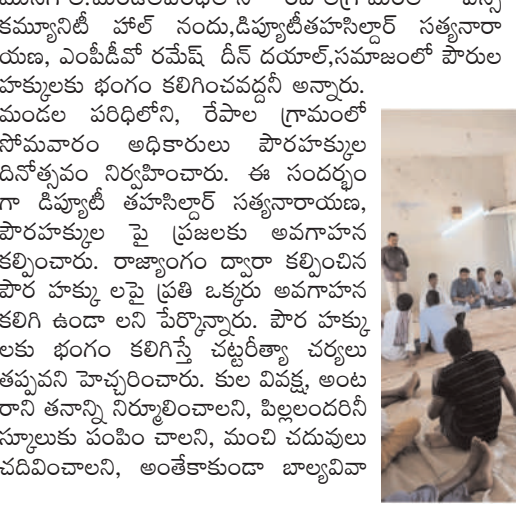 కమ్యూనిటీ హాల్ నందు,డిప్యూటీతహసిల్దార్ సత్యనారా
యణ, ఎంపీడీవో రమేష్ దీన్ దయాల్,సమాజంలో పౌరుల
హక్కులకు భంగం కలిగించవద్దనీ అన్నారు.
మండల పరిధిలోని, రేపాల గ్రామంలో
సోమవారం అధికారులు పౌరహక్కుల
దినోత్సవం నిర్వహించారు. ఈ సందర్భం
గా డిప్యూటీ తహసిల్దార్ సత్యనారాయణ,
పౌరహక్కుల పై ప్రజలకు అవగాహన
కల్పించారు. రాజ్యాంగం ద్వారా కల్పించిన
పౌర హక్కు లపై ప్రతి ఒక్కరు అవగాహన
కలిగి ఉండా లని పేర్కొన్నారు. పౌర హక్కు
లకు భంగం కలిగిస్తే చట్టరీత్యా చర్యలు
తప్పవని హెచ్చరించారు. కుల వివక్ష, అంట
రాని తనాన్ని నిర్మూలించాలని, పిల్లలందరినీ
స్కూలుకు పంపిం చాలని, మంచి చదువులు
చదివించాలని, అంతేకాకుండా బాల్యవివా